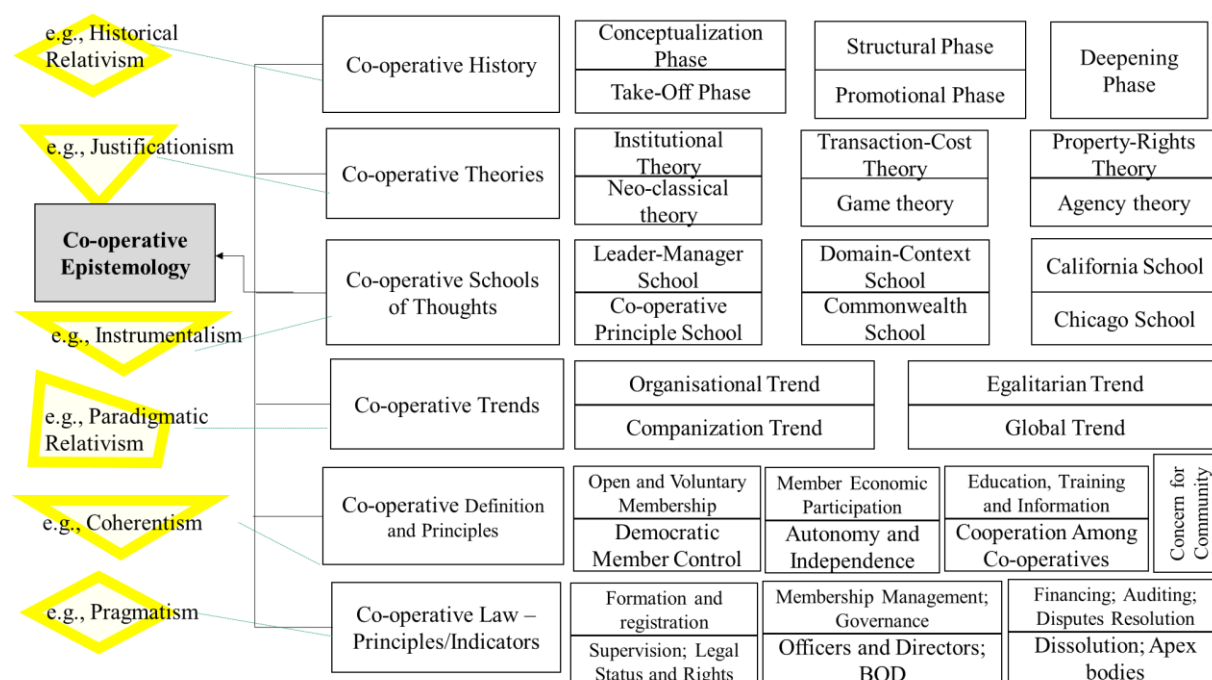 e.g., Historical
Relativism
Co-operative History
Conceptualization
Phase
Take-Off Phase
Structural Phase
Promotional Phase
Deepening
Phase
e.g., Justificationism
Co-operative Theories
Institutional
Theory
Neo-classical
theory
Transaction-Cost
Theory
Game theory
Property-Rights
Theory
Agency theory
Co-operative
Epistemology
Co-operative Schools
of Thoughts
Leader-Manager
School
Co-operative
Principle School
Domain-Context
School
Commonwealth
School
California School
Chicago School
e.g., Instrumentalism
e.g., Paradigmatic
Relativism
Co-operative Trends
Organisational Trend
Companization Trend
Egalitarian Trend
Global Trend
e.g., Coherentism
Co-operative Definition
and Principles
Open and Voluntary
Membership
Democratic
Member Control
Member Economic
Participation
Autonomy and
Independence
Education, Training
and Information
Cooperation Among
Co-operatives
Concern for
Community
e.g., Pragmatism
Co-operative Law –
Principles/Indicators
Formation and
registration
Supervision; Legal
Status and Rights
Membership Management;
Governance
Officers and Directors;
BOD
Financing; Auditing;
Disputes Resolution
Dissolution; Apex
bodies